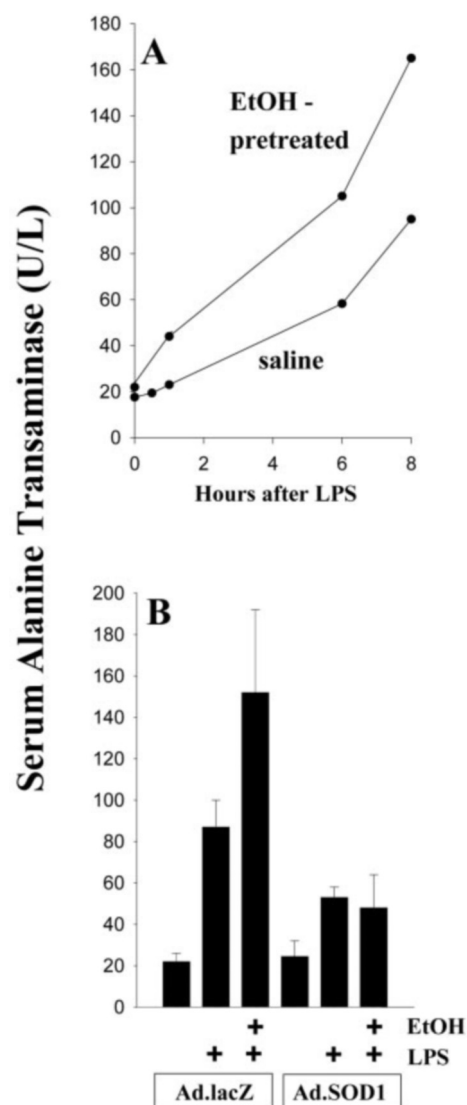 Serum Alanine Transaminase (U/L)
A
180
160
140
120
100
80
60
40
20
0
EtOH -
pretreated
saline
0 2 4 6 8
Hours after LPS
B
200
180
160
140
120
100
80
60
40
20
0
+ EtOH
+ + + + LPS
Ad.lacZ Ad.SOD1